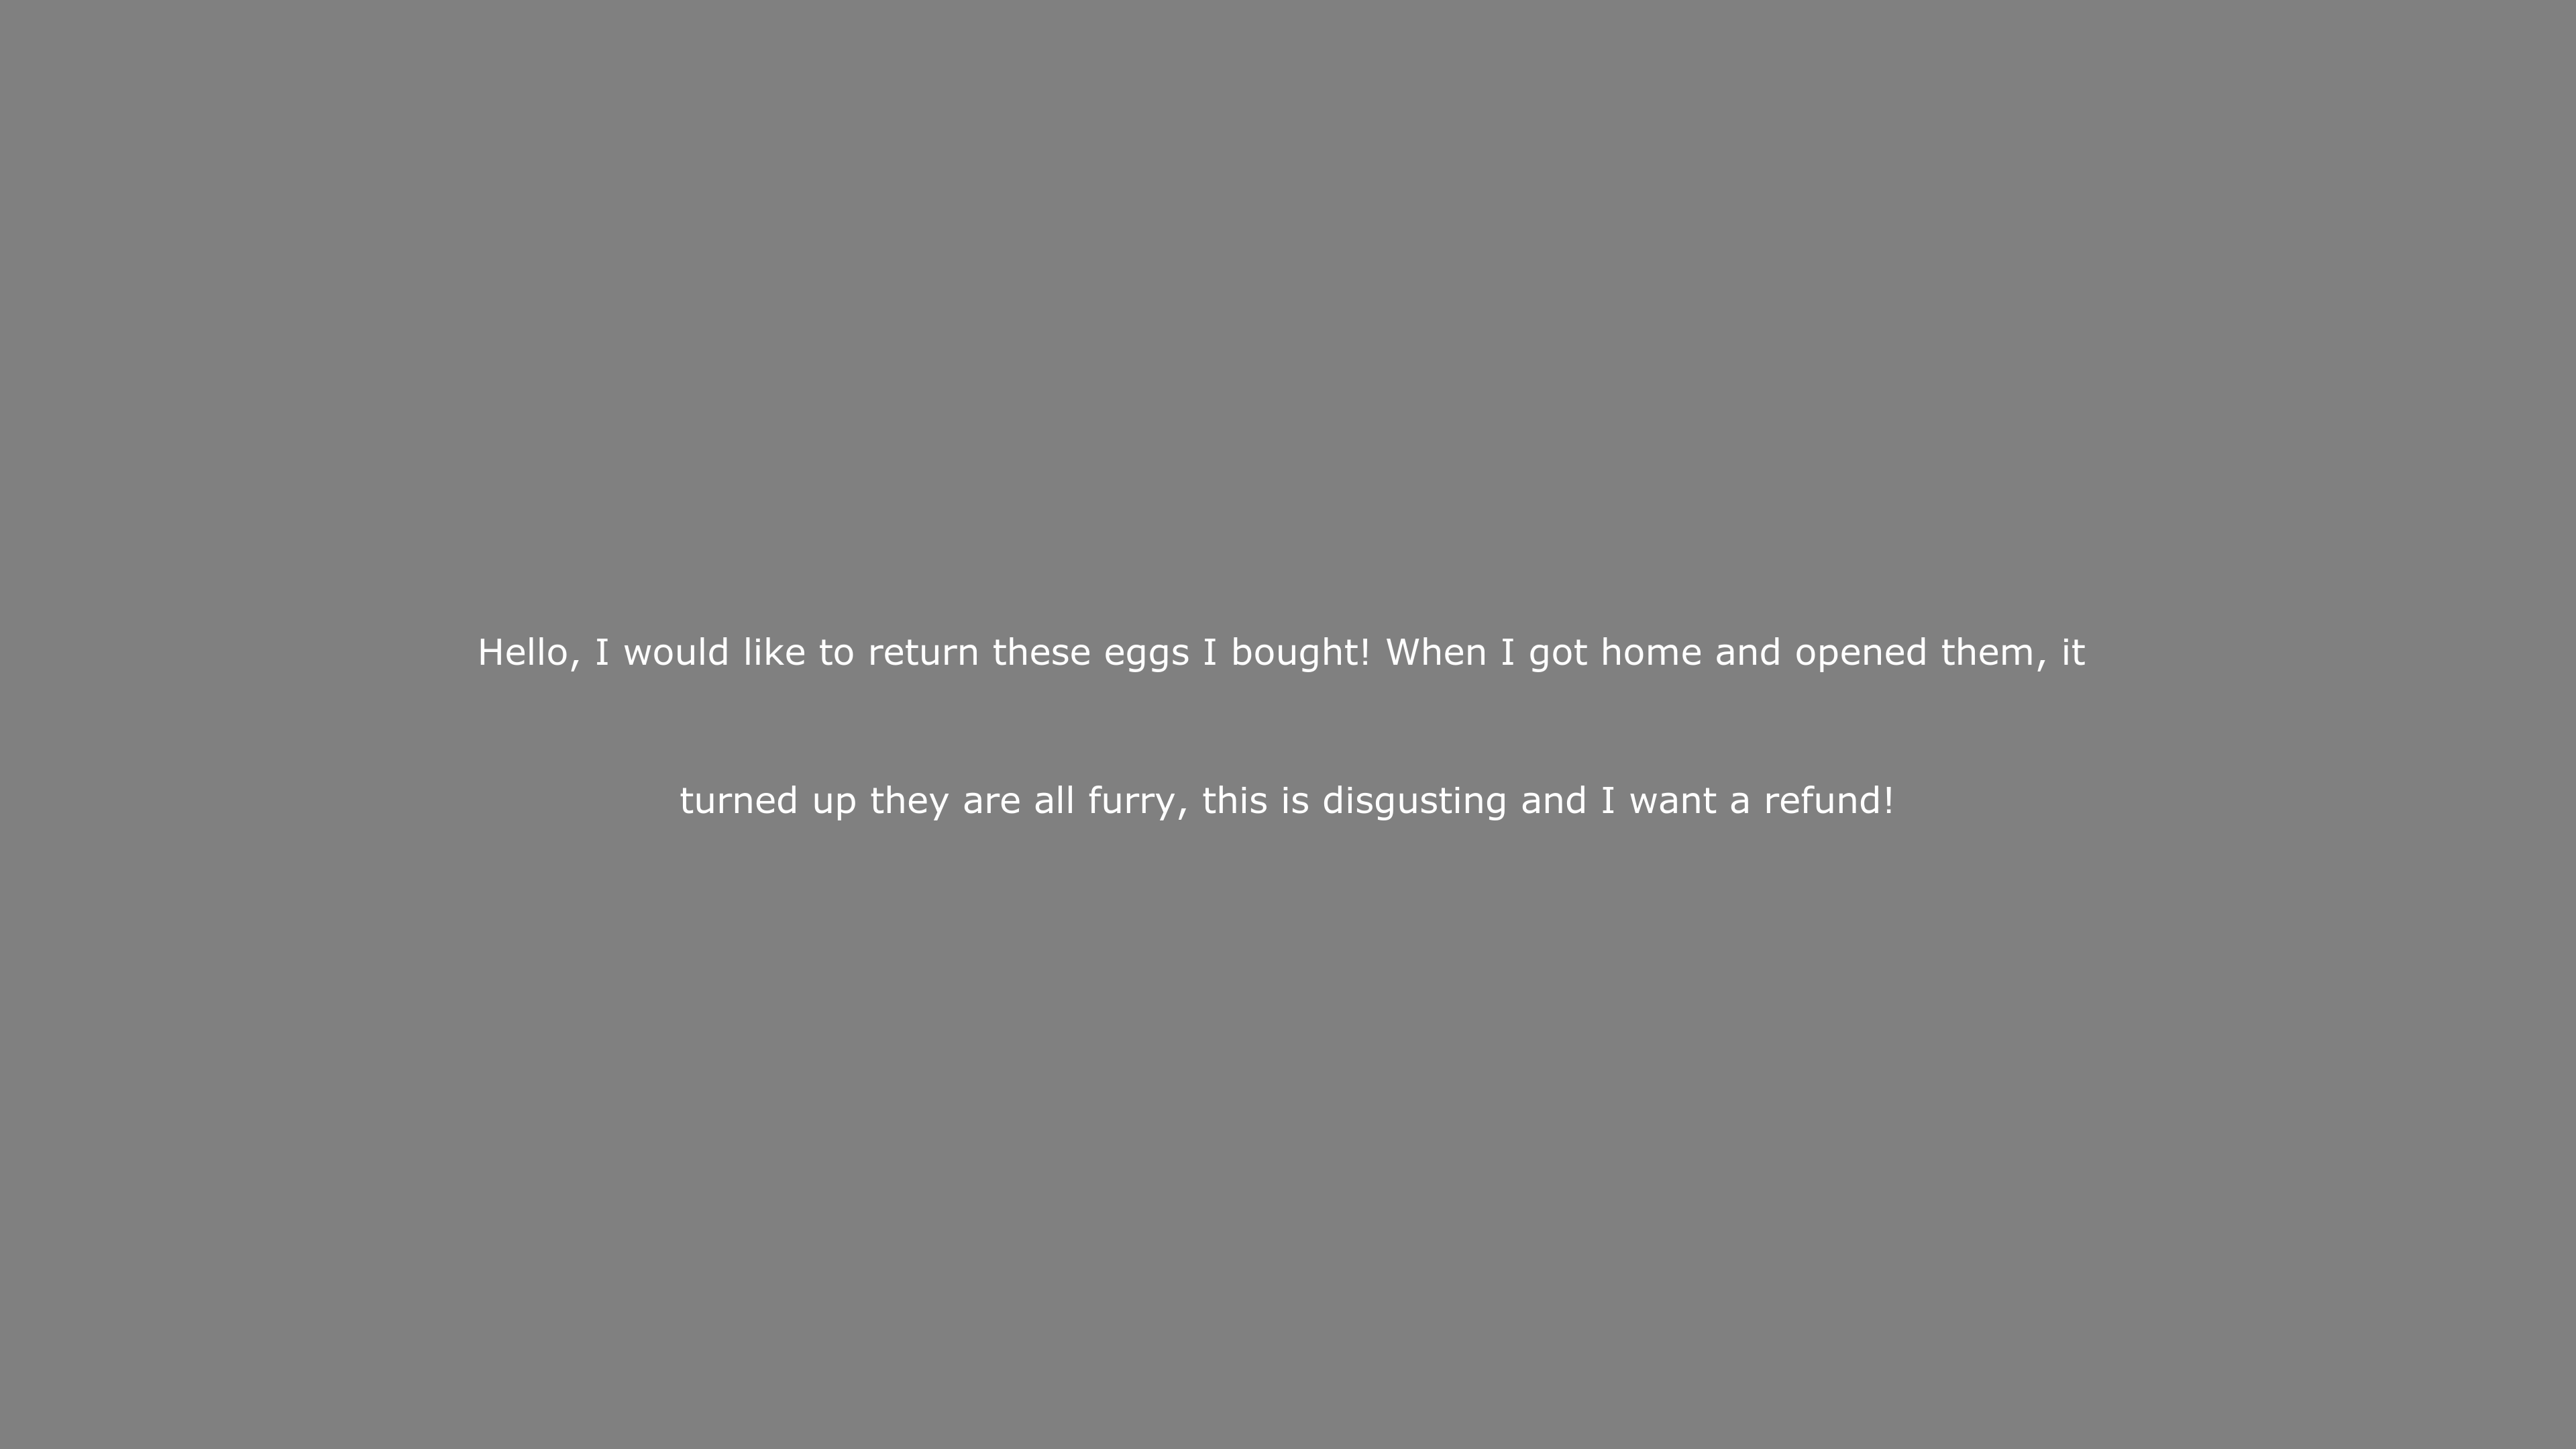 Hello, I would like to return these eggs I bought! When I got home and opened them, it
turned up they are all furry, this is disgusting and I want a refund!